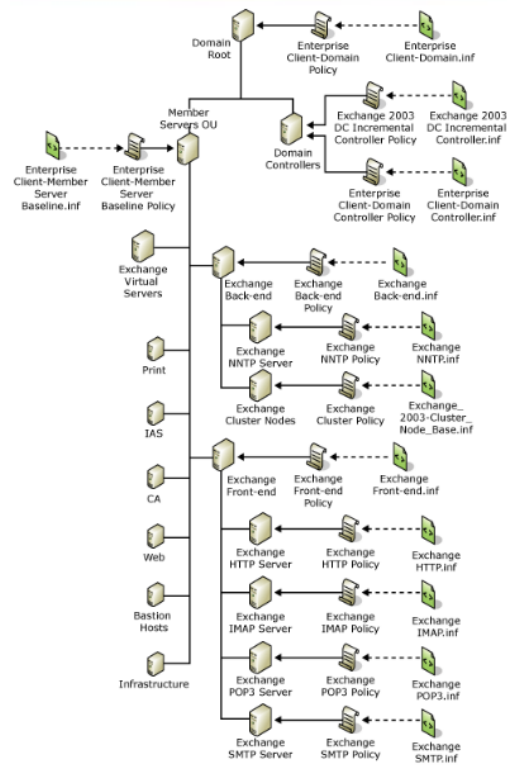 Domain
Root
Enterprise
Client-Domain
Policy
Enterprise
Client-Domain.inf
Member
Servers OU
Domain
Controllers
Exchange 2003
DC Incremental
Controller Policy
Exchange 2003
DC Incremental
Controller.inf
Enterprise
Client-Domain
Controller Policy
Enterprise
Client-Domain
Controller.inf
Enterprise
Client-Member
Server
Baseline.inf
Enterprise
Client-Member
Server
Baseline Policy
Exchange
Virtual
Servers
Exchange
Back-end
Exchange
Back-end
Policy
Exchange
Back-end.inf
Exchange
NNTP Server
Exchange
NNTP Policy
Exchange
NNTP.inf
Print
Exchange
Cluster Nodes
Exchange
Cluster Policy
Exchange_
2003-Cluster_
Node_Base.inf
IAS
Exchange
Front-end
Exchange
Front-end
Policy
Exchange
Front-end.inf
CA
Exchange
HTTP Server
Exchange
HTTP Policy
Exchange
HTTP.inf
Web
Exchange
IMAP Server
Exchange
IMAP Policy
Exchange
IMAP.inf
Bastion
Hosts
Exchange
POP3 Server
Exchange
POP3 Policy
Exchange
POP3.inf
Infrastructure
Exchange
SMTP Server
Exchange
SMTP Policy
Exchange
SMTP.inf